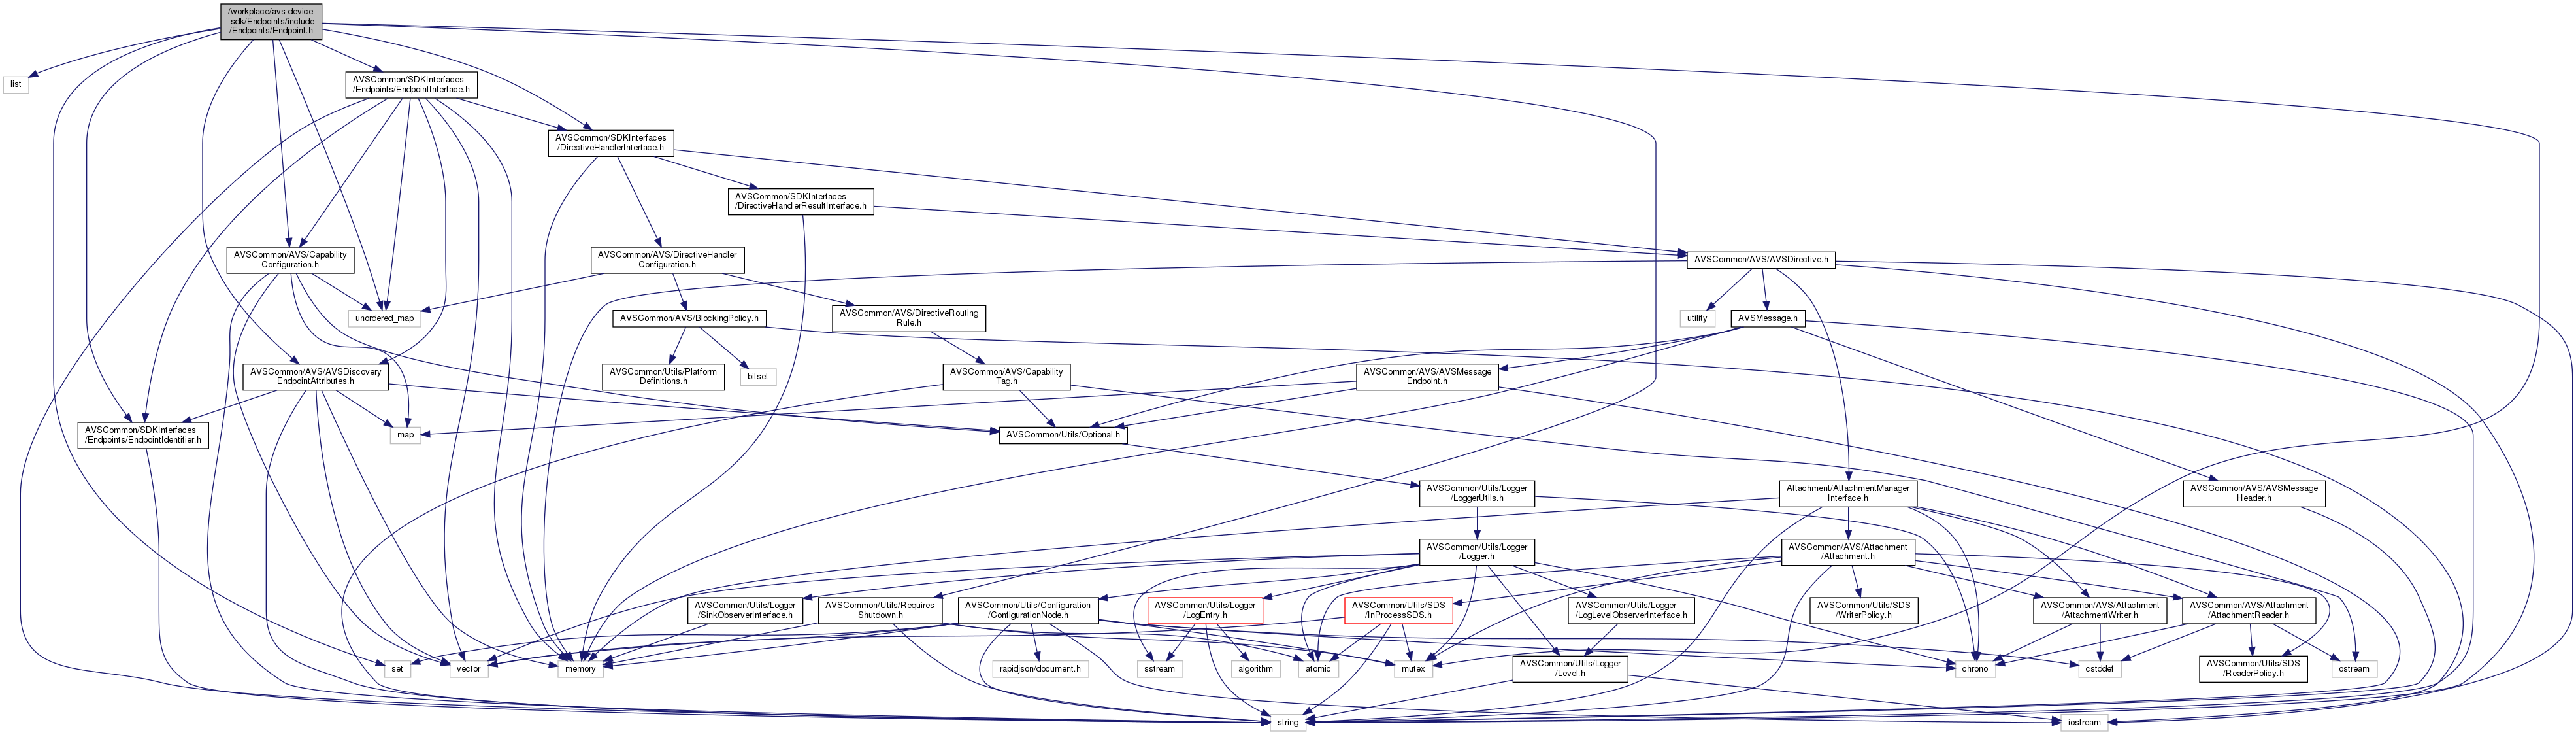 /workplace/avs-device
-sdk/Endpoints/include
/Endpoints/Endpoint.h
list
AVSCommon/SDKInterfaces
/Endpoints/EndpointInterface.h
AVSCommon/SDKInterfaces
/DirectiveHandlerInterface.h
AVSCommon/SDKInterfaces
/DirectiveHandlerResultInterface.h
AVSCommon/AVS/Capability
Configuration.h
AVSCommon/AVS/DirectiveHandler
Configuration.h
AVSCommon/AVS/AVSDirective.h
unordered_map
AVSCommon/AVS/BlockingPolicy.h
AVSCommon/AVS/DirectiveRouting
Rule.h
utility
AVSMessage.h
AVSCommon/AVS/AVSDiscovery
EndpointAttributes.h
AVSCommon/Utils/Platform
Definitions.h
bitset
AVSCommon/AVS/Capability
Tag.h
AVSCommon/AVS/AVSMessage
Endpoint.h
AVSCommon/SDKInterfaces
/Endpoints/EndpointIdentifier.h
map
AVSCommon/Utils/Optional.h
AVSCommon/Utils/Logger
/LoggerUtils.h
Attachment/AttachmentManager
Interface.h
AVSCommon/AVS/AVSMessage
Header.h
AVSCommon/Utils/Logger
/Logger.h
AVSCommon/AVS/Attachment
/Attachment.h
AVSCommon/Utils/Logger
/SinkObserverInterface.h
AVSCommon/Utils/Requires
Shutdown.h
AVSCommon/Utils/Configuration
/ConfigurationNode.h
AVSCommon/Utils/Logger
/LogEntry.h
AVSCommon/Utils/SDS
/InProcessSDS.h
AVSCommon/Utils/Logger
/LogLevelObserverInterface.h
AVSCommon/Utils/SDS
/WriterPolicy.h
AVSCommon/AVS/Attachment
/AttachmentWriter.h
AVSCommon/AVS/Attachment
/AttachmentReader.h
set
vector
memory
rapidjson/document.h
sstream
algorithm
atomic
mutex
AVSCommon/Utils/Logger
/Level.h
chrono
cstddef
AVSCommon/Utils/SDS
/ReaderPolicy.h
ostream
string
iostream